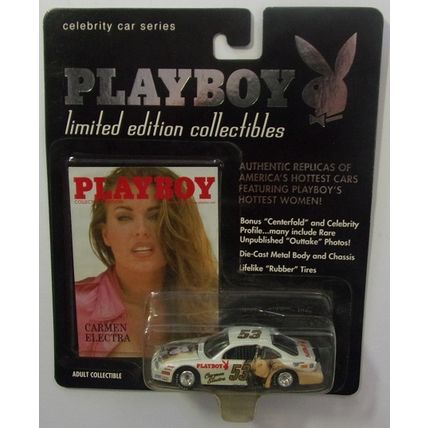 celebrity car series
PLAYBOY
limited edition collectibles
PLAYBOY
CARMEN
ELECTRA
AUTHENTIC REPLICAS OF
AMERICA'S HOTTEST CARS
FEATURING PLAYBOY'S
HOTTEST WOMEN!
Bonus "Centerfold" and Celebrity
Profile...many include Rare
Unpublished "Outtake" Photos!
Die-Cast Metal Body and Chassis
Lifelike "Rubber" Tires
53
PLAYBOY
53
Carmen
Electra
ADULT COLLECTIBLE